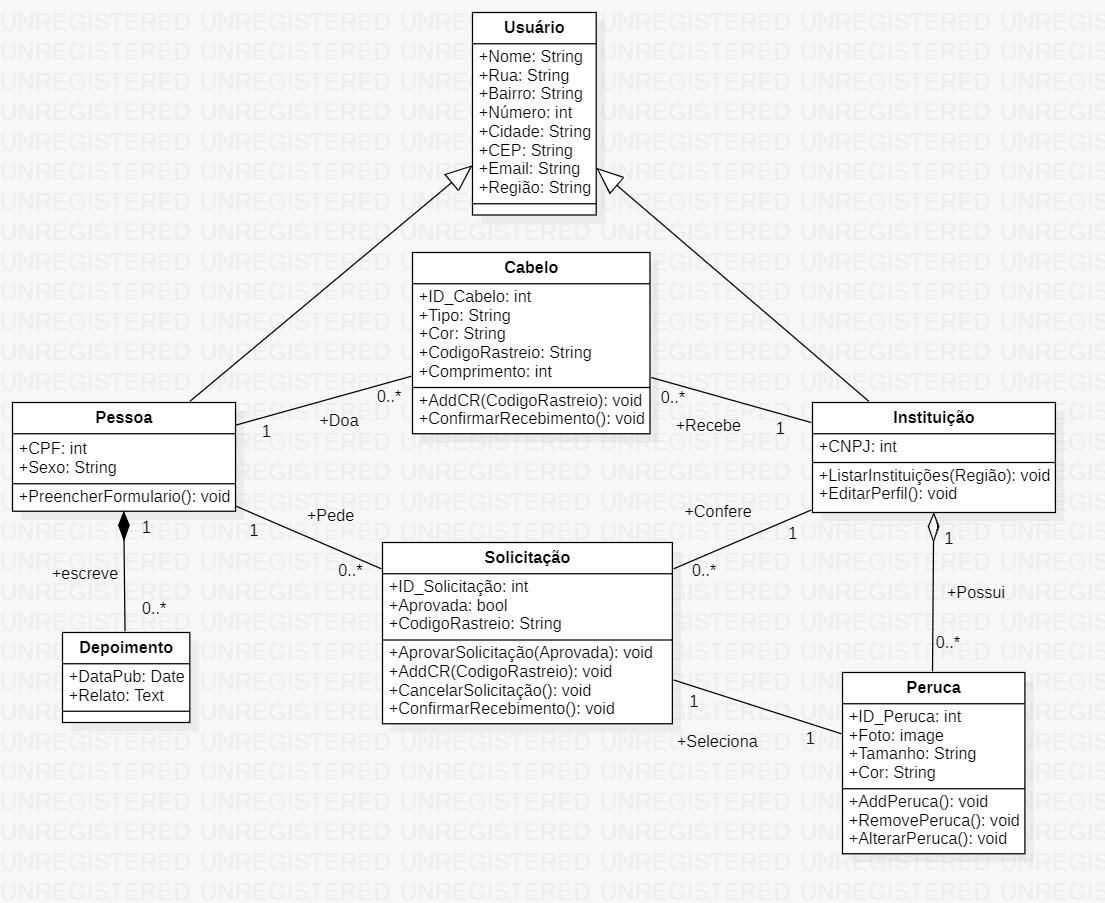 Usuário
+Nome: String
+Rua: String
+Bairro: String
+Número: int
+Cidade: String
+CEP: String
+Email: String
+Região: String
Cabelo
+ID_Cabelo: int
+Tipo: String
+Cor: String
+CodigoRastreio: String
+Comprimento: int
+AddCR(CodigoRastreio): void
+ConfirmarRecebimento(): void
Pessoa
+CPF: int
+Sexo: String
+PreencherFormulario(): void
Instituição
+CNPJ: int
+ListarInstituições(Região): void
+EditarPerfil(): void
1
+Doa
0..*
0..*
+Recebe
1
1
+Pede
0..*
+Confere
1
0..*
1
+escreve
0..*
1
+Possui
0..*
Solicitação
+ID_Solicitação: int
+Aprovada: bool
+CodigoRastreio: String
+AprovarSolicitação(Aprovada): void
+AddCR(CodigoRastreio): void
+CancelarSolicitação(): void
+ConfirmarRecebimento(): void
Depoimento
+DataPub: Date
+Relato: Text
1
+Seleciona
1
Peruca
+ID_Peruca: int
+Foto: image
+Tamanho: String
+Cor: String
+AddPeruca(): void
+RemovePeruca(): void
+AlterarPeruca(): void
UNREGISTERED